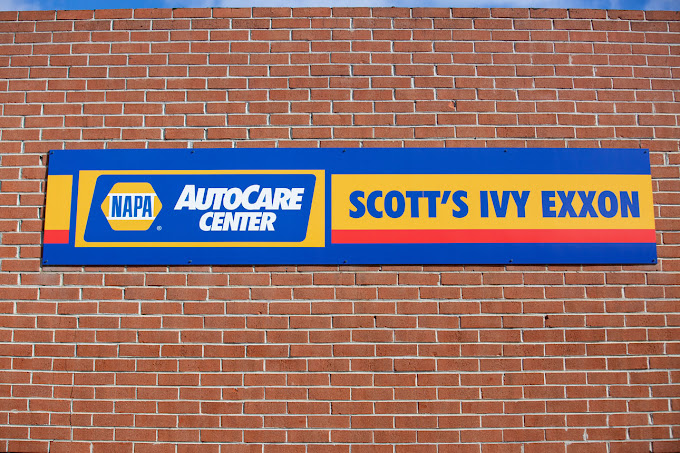 NAPA
®
AUTOCARE
CENTER
SCOTT'S IVY EXXON